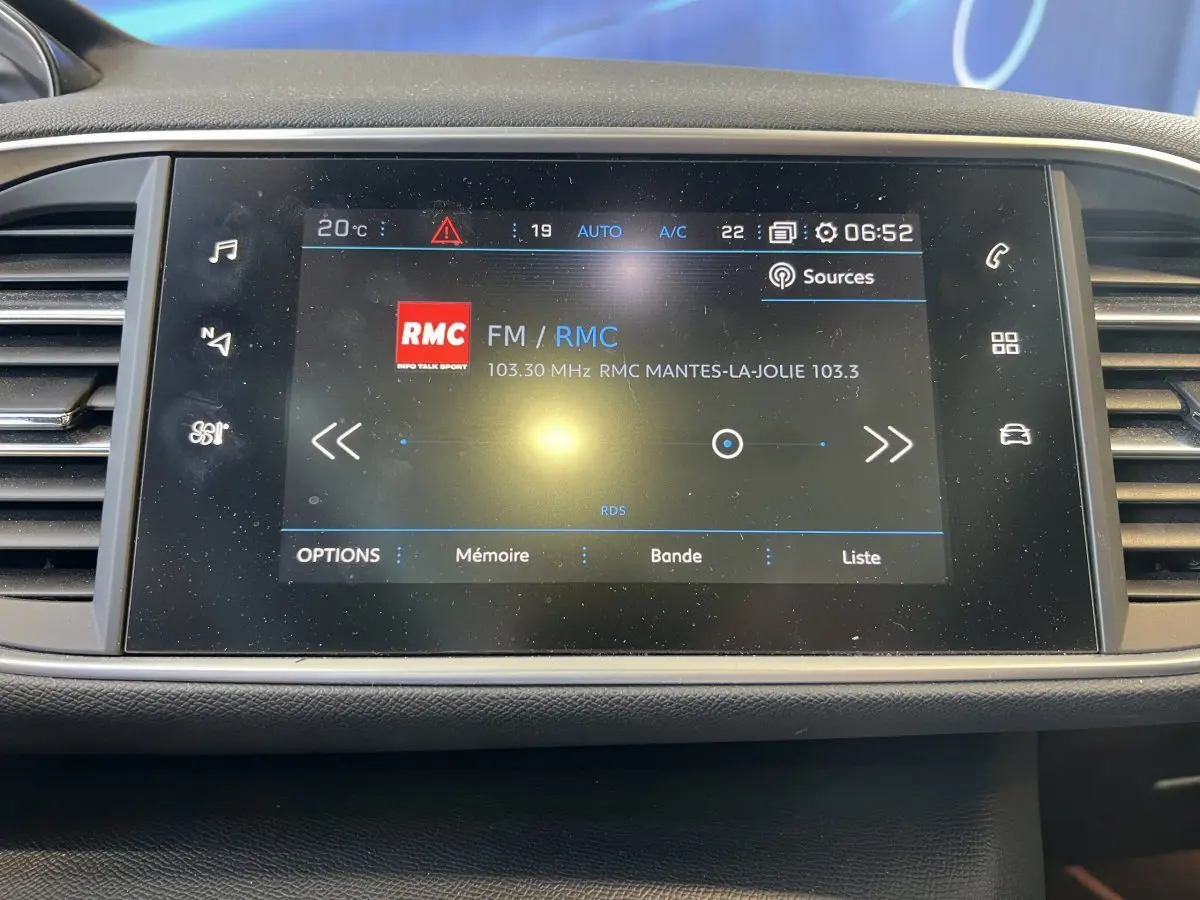 20°C 19 AUTO A/C 22 06:52
Sources
RMC
INFO TALK SPORT
FM / RMC
103.30 MHz RMC MANTES-LA-JOLIE 103.3
N
RDS
OPTIONS Mémoire Bande Liste